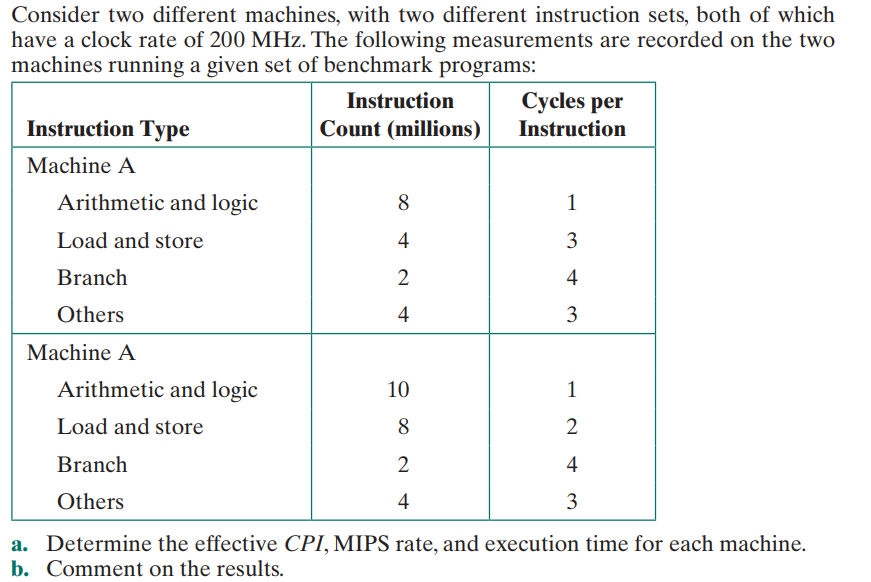 Consider two different machines, with two different instruction sets, both of which
have a clock rate of 200 MHz. The following measurements are recorded on the two
machines running a given set of benchmark programs:
Instruction Type Instruction Count (millions) Cycles per Instruction
Machine A
Arithmetic and logic 8 1
Load and store 4 3
Branch 2 4
Others 4 3
Machine A
Arithmetic and logic 10 1
Load and store 8 2
Branch 2 4
Others 4 3
a. Determine the effective CPI, MIPS rate, and execution time for each machine.
b. Comment on the results.